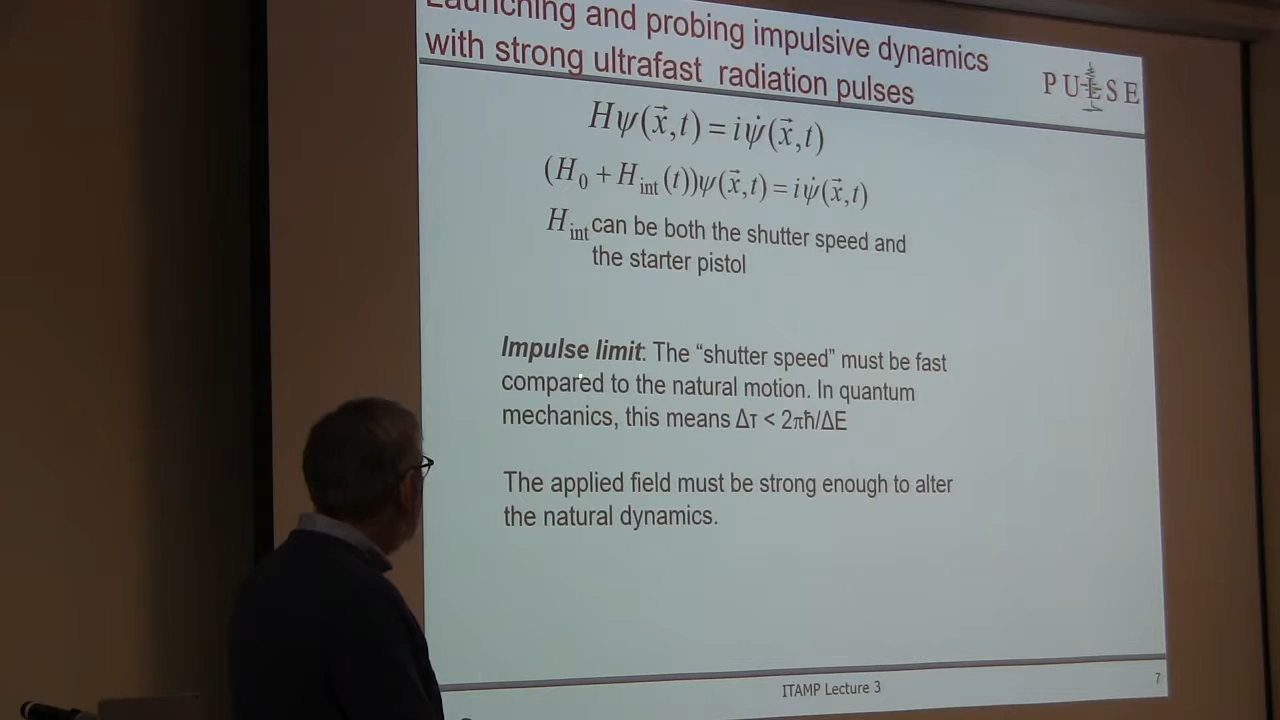 Launching and probing impulsive dynamics
with strong ultrafast radiation pulses
PULSE
Hψ(x⃗,t) = iψ̇(x⃗,t)
(H₀ + H_int(t))ψ(x⃗,t) = iψ̇(x⃗,t)
H_int can be both the shutter speed and
the starter pistol
Impulse limit: The “shutter speed” must be fast
compared to the natural motion. In quantum
mechanics, this means Δτ < 2πħ/ΔE
The applied field must be strong enough to alter
the natural dynamics.
ITAMP Lecture 3
7